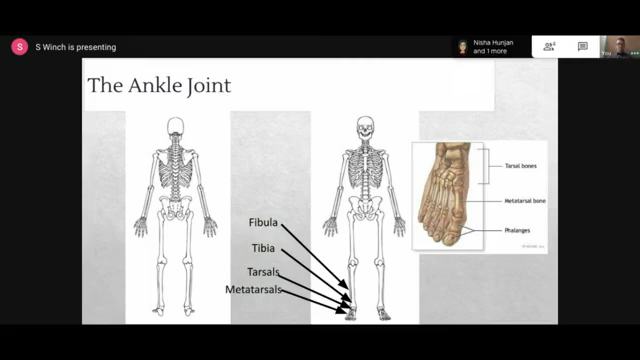 S
S Winch is presenting
Nisha Hunjan
and 1 more
You
The Ankle Joint
Fibula
Tibia
Tarsals
Metatarsals
Tarsal bones
Metatarsal bone
Phalanges